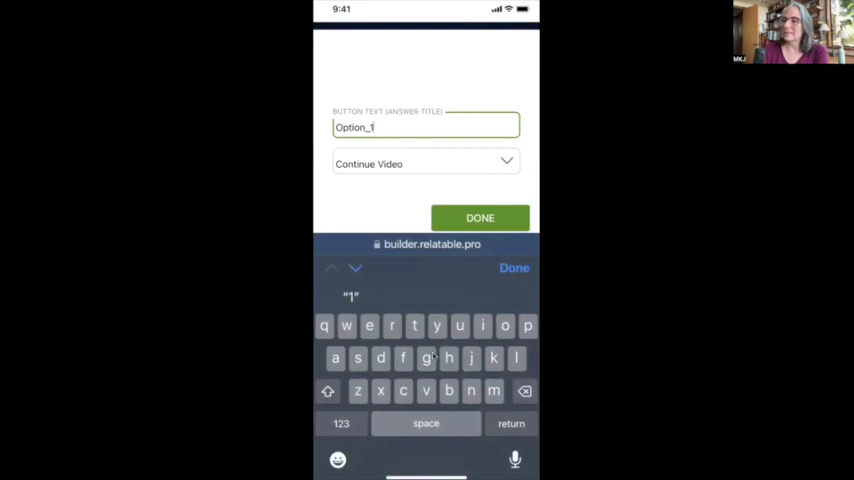 9:41
MKJ
BUTTON TEXT (ANSWER TITLE)
Option_1
Continue Video
DONE
builder.relatable.pro
Done
“1”
q w e r t y u i o p
a s d f g h j k l
z x c v b n m
123 space return